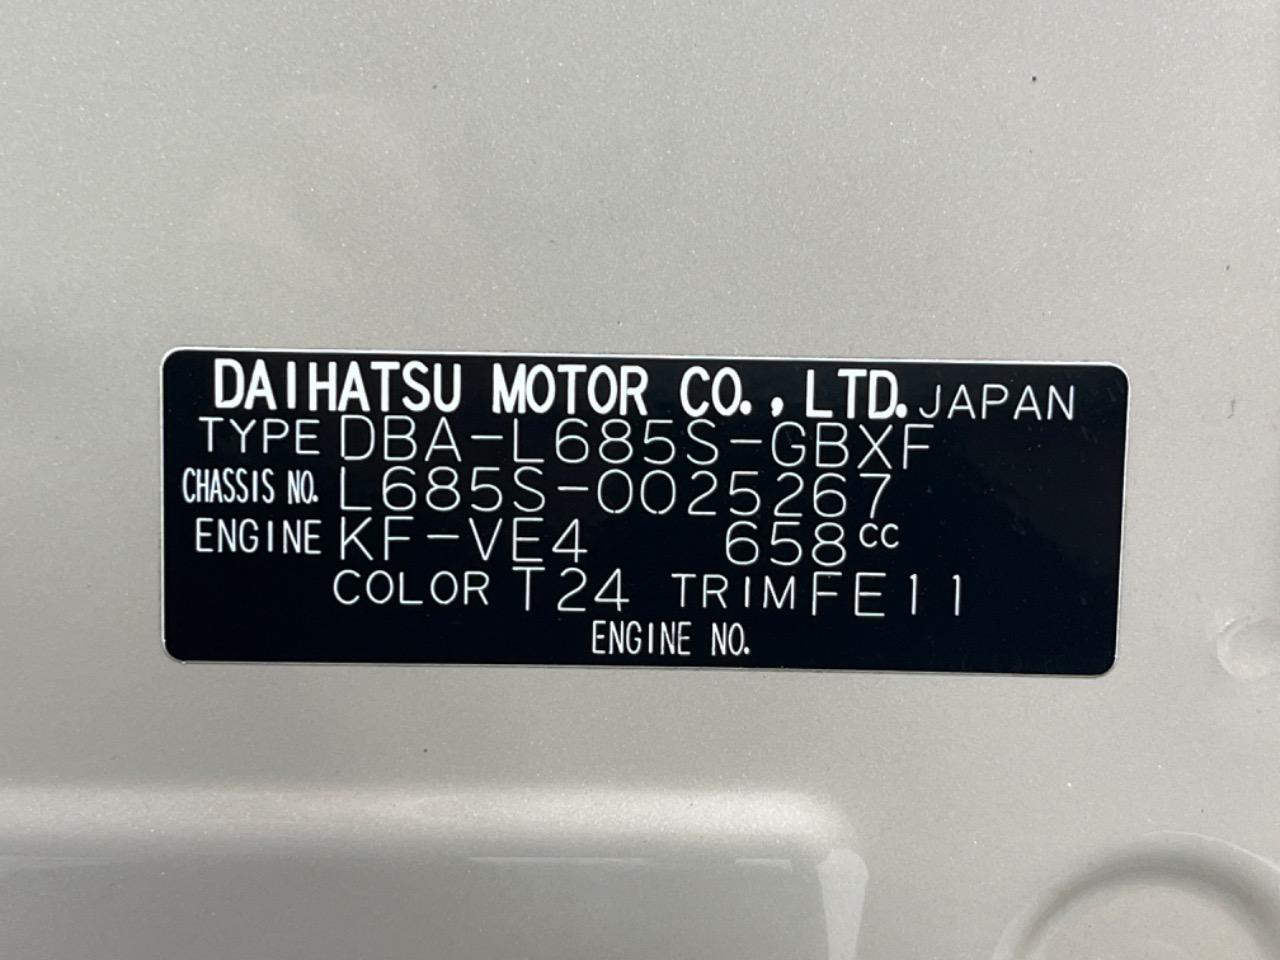 DAIHATSU MOTOR CO., LTD. JAPAN
TYPE DBA-L685S-GBXF
CHASSIS NO. L685S-0025267
ENGINE KF-VE4 658cc
COLOR T24 TRIM FE11
ENGINE NO.